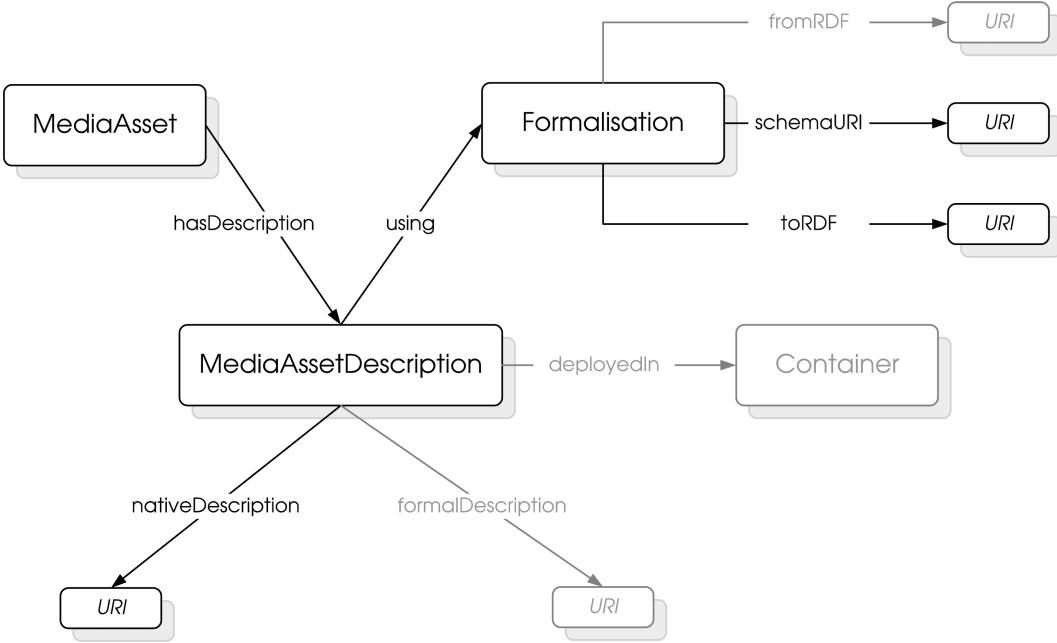 fromRDF
URI
MediaAsset
Formalisation
schemaURI
URI
hasDescription
using
toRDF
URI
MediaAssetDescription
deployedIn
Container
nativeDescription
formalDescription
URI
URI